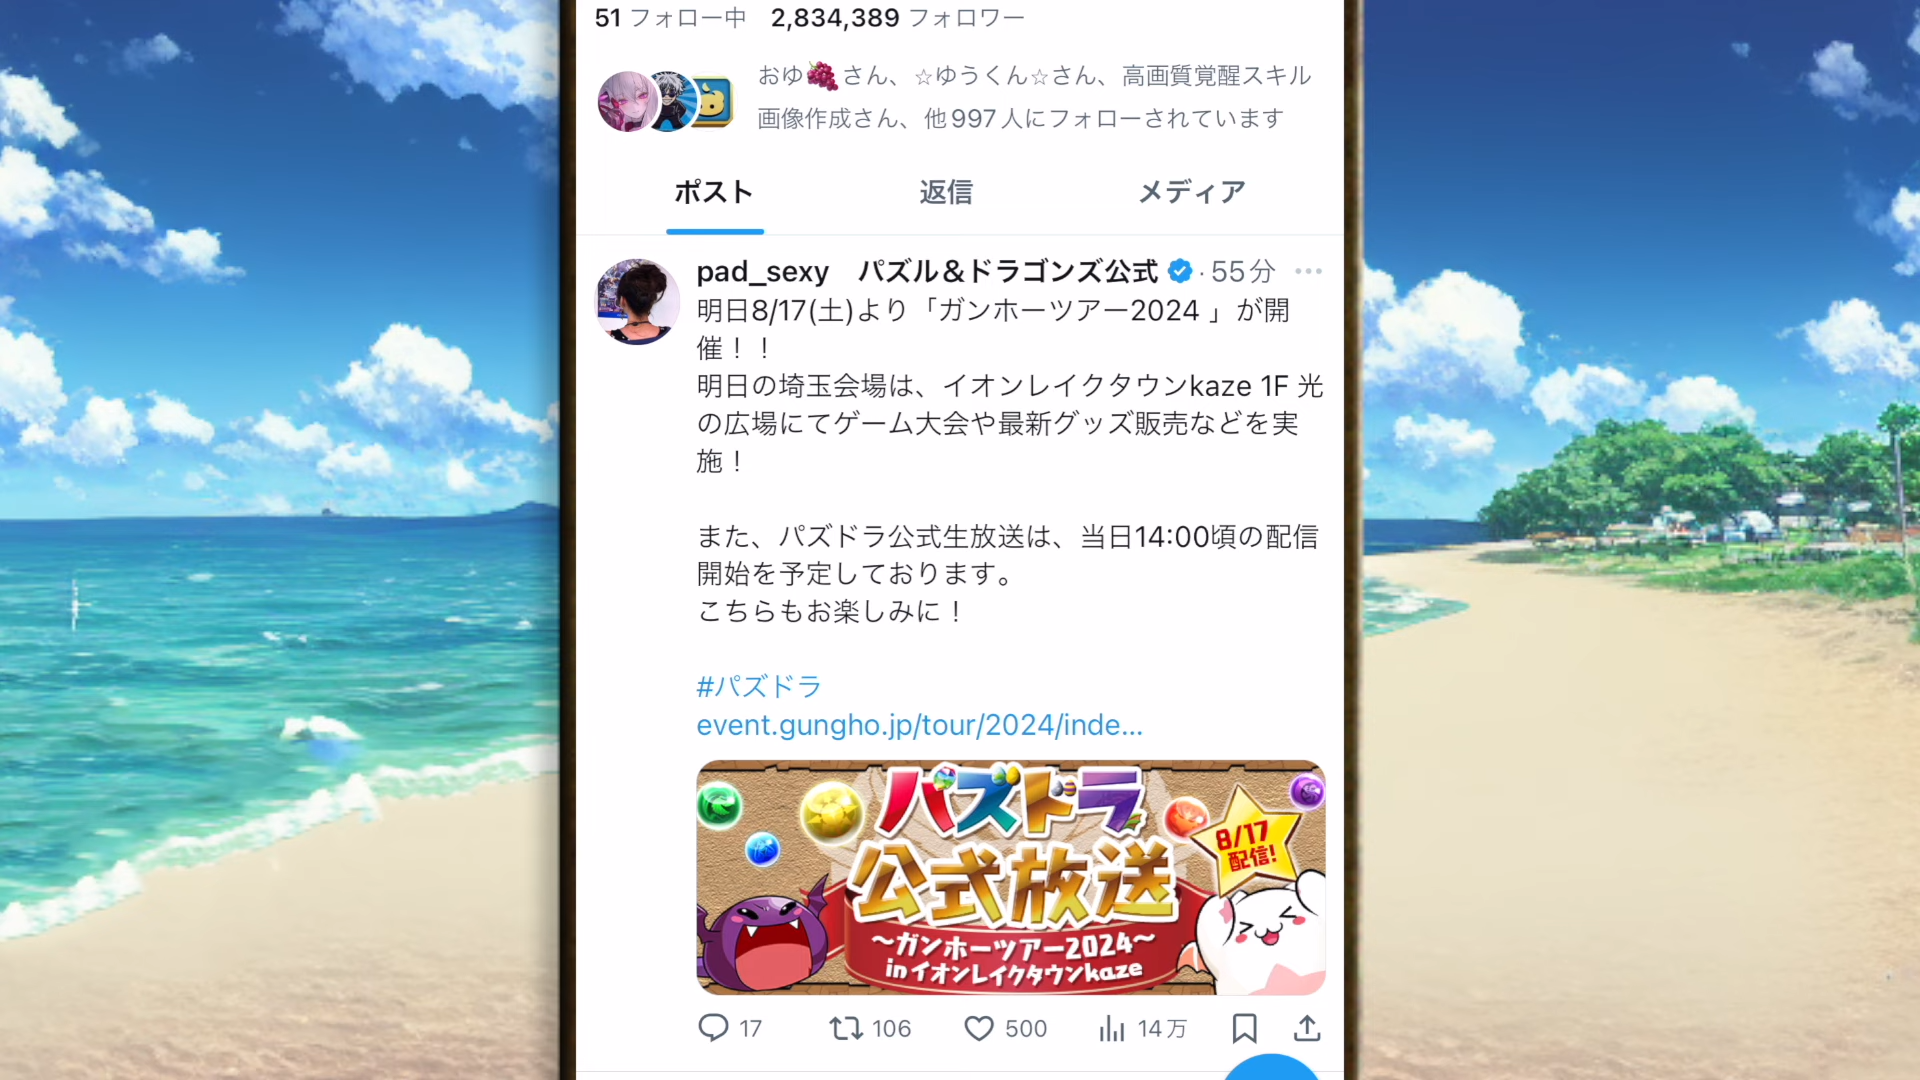 51 フォロー中 2,834,389 フォロワー
おゆ🍇さん、☆ゆうくん☆さん、高画質覚醒スキル
画像作成さん、他997人にフォローされています
ポスト 返信 メディア
pad_sexy パズル&ドラゴンズ公式 · 55分
明日8/17(土)より「ガンホーツアー2024 」が開
催！！
明日の埼玉会場は、イオンレイクタウンkaze 1F 光
の広場にてゲーム大会や最新グッズ販売などを実
施！
また、パズドラ公式生放送は、当日14:00頃の配信
開始を予定しております。
こちらもお楽しみに！
#パズドラ
event.gungho.jp/tour/2024/inde…
パズドラ
公式放送
8/17
配信!
〜ガンホーツアー2024〜
inイオンレイクタウンkaze
17 106 500 14万